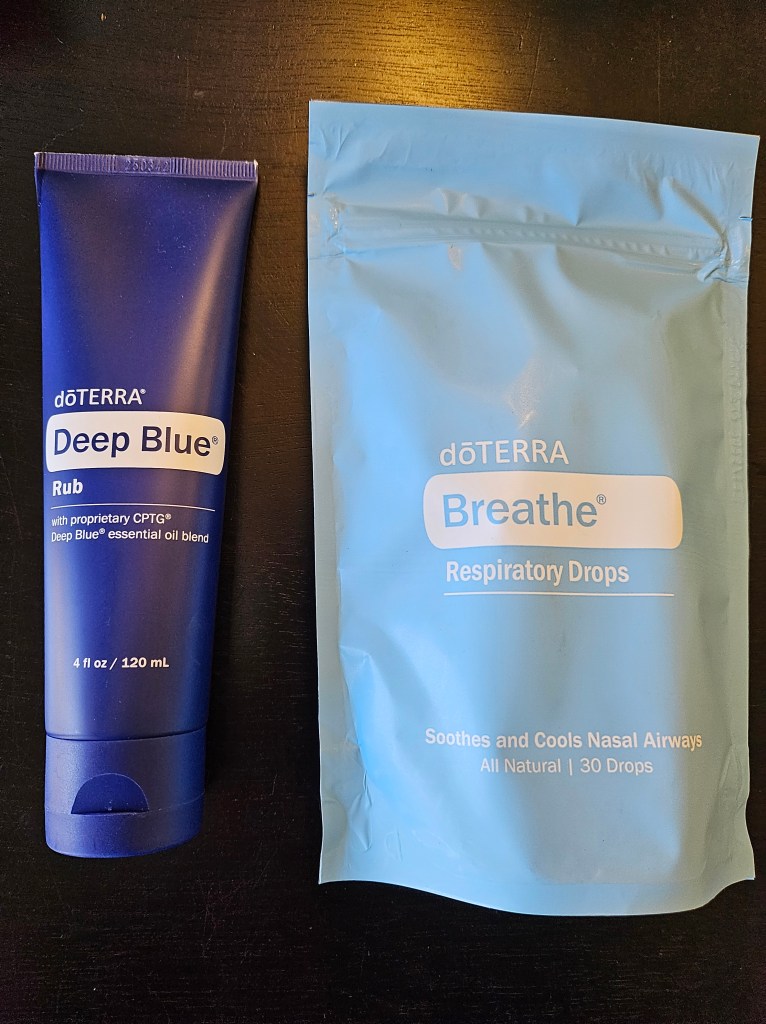 250342
dōTERRA®
Deep Blue®
Rub
with proprietary CPTG®
Deep Blue® essential oil blend
4 fl oz / 120 mL
dōTERRA
Breathe®
Respiratory Drops
Soothes and Cools Nasal Airways
All Natural | 30 Drops